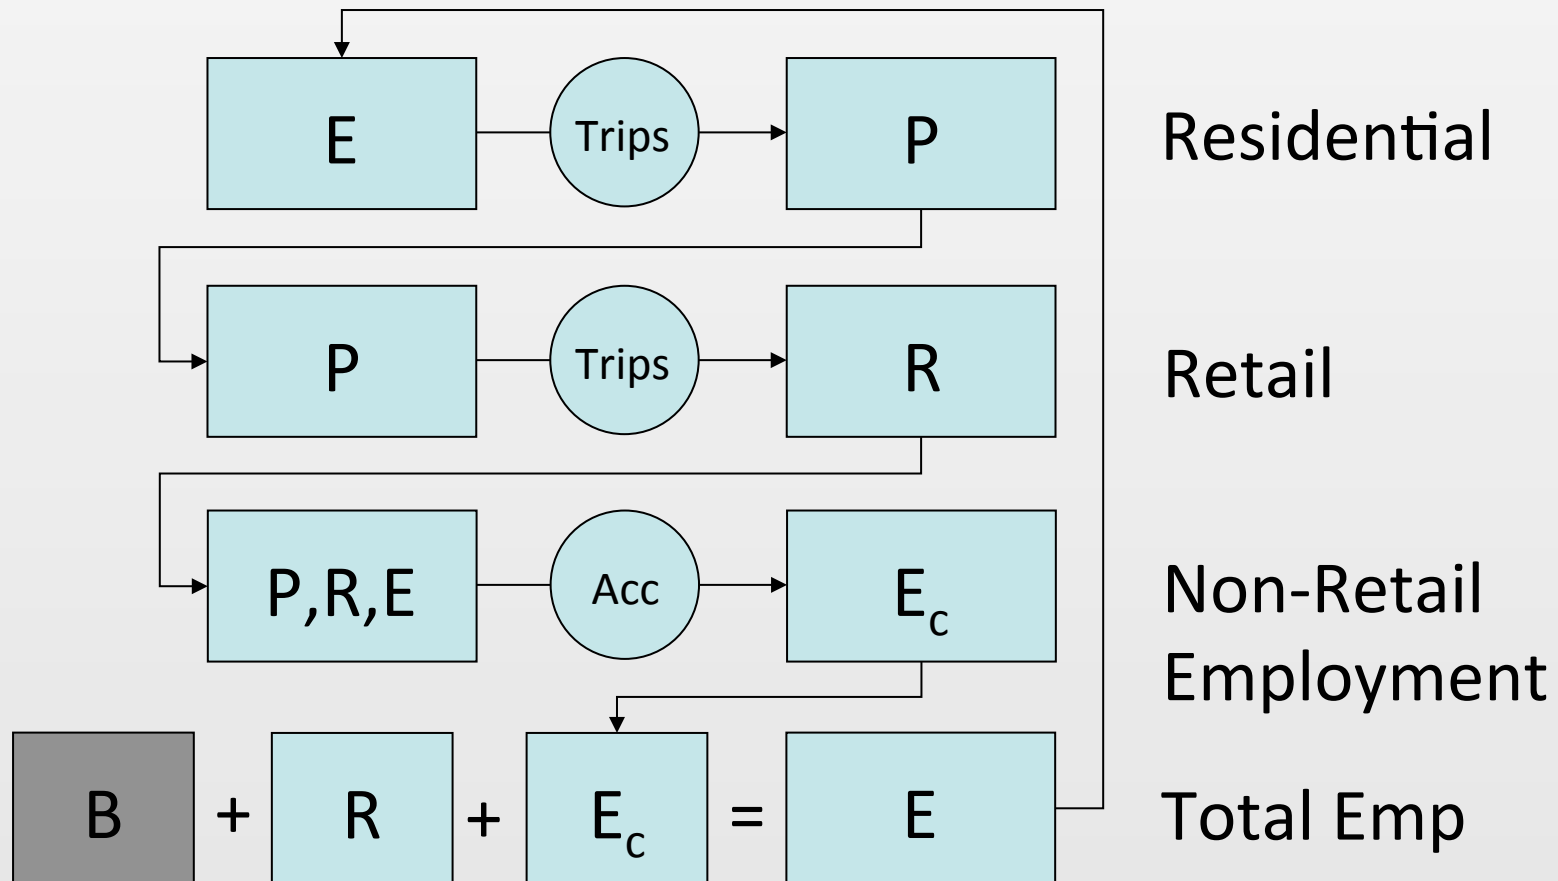 E Trips P Residential
P Trips R Retail
P,R,E Acc Ec Non-Retail
Employment
B + R + Ec = E Total Emp